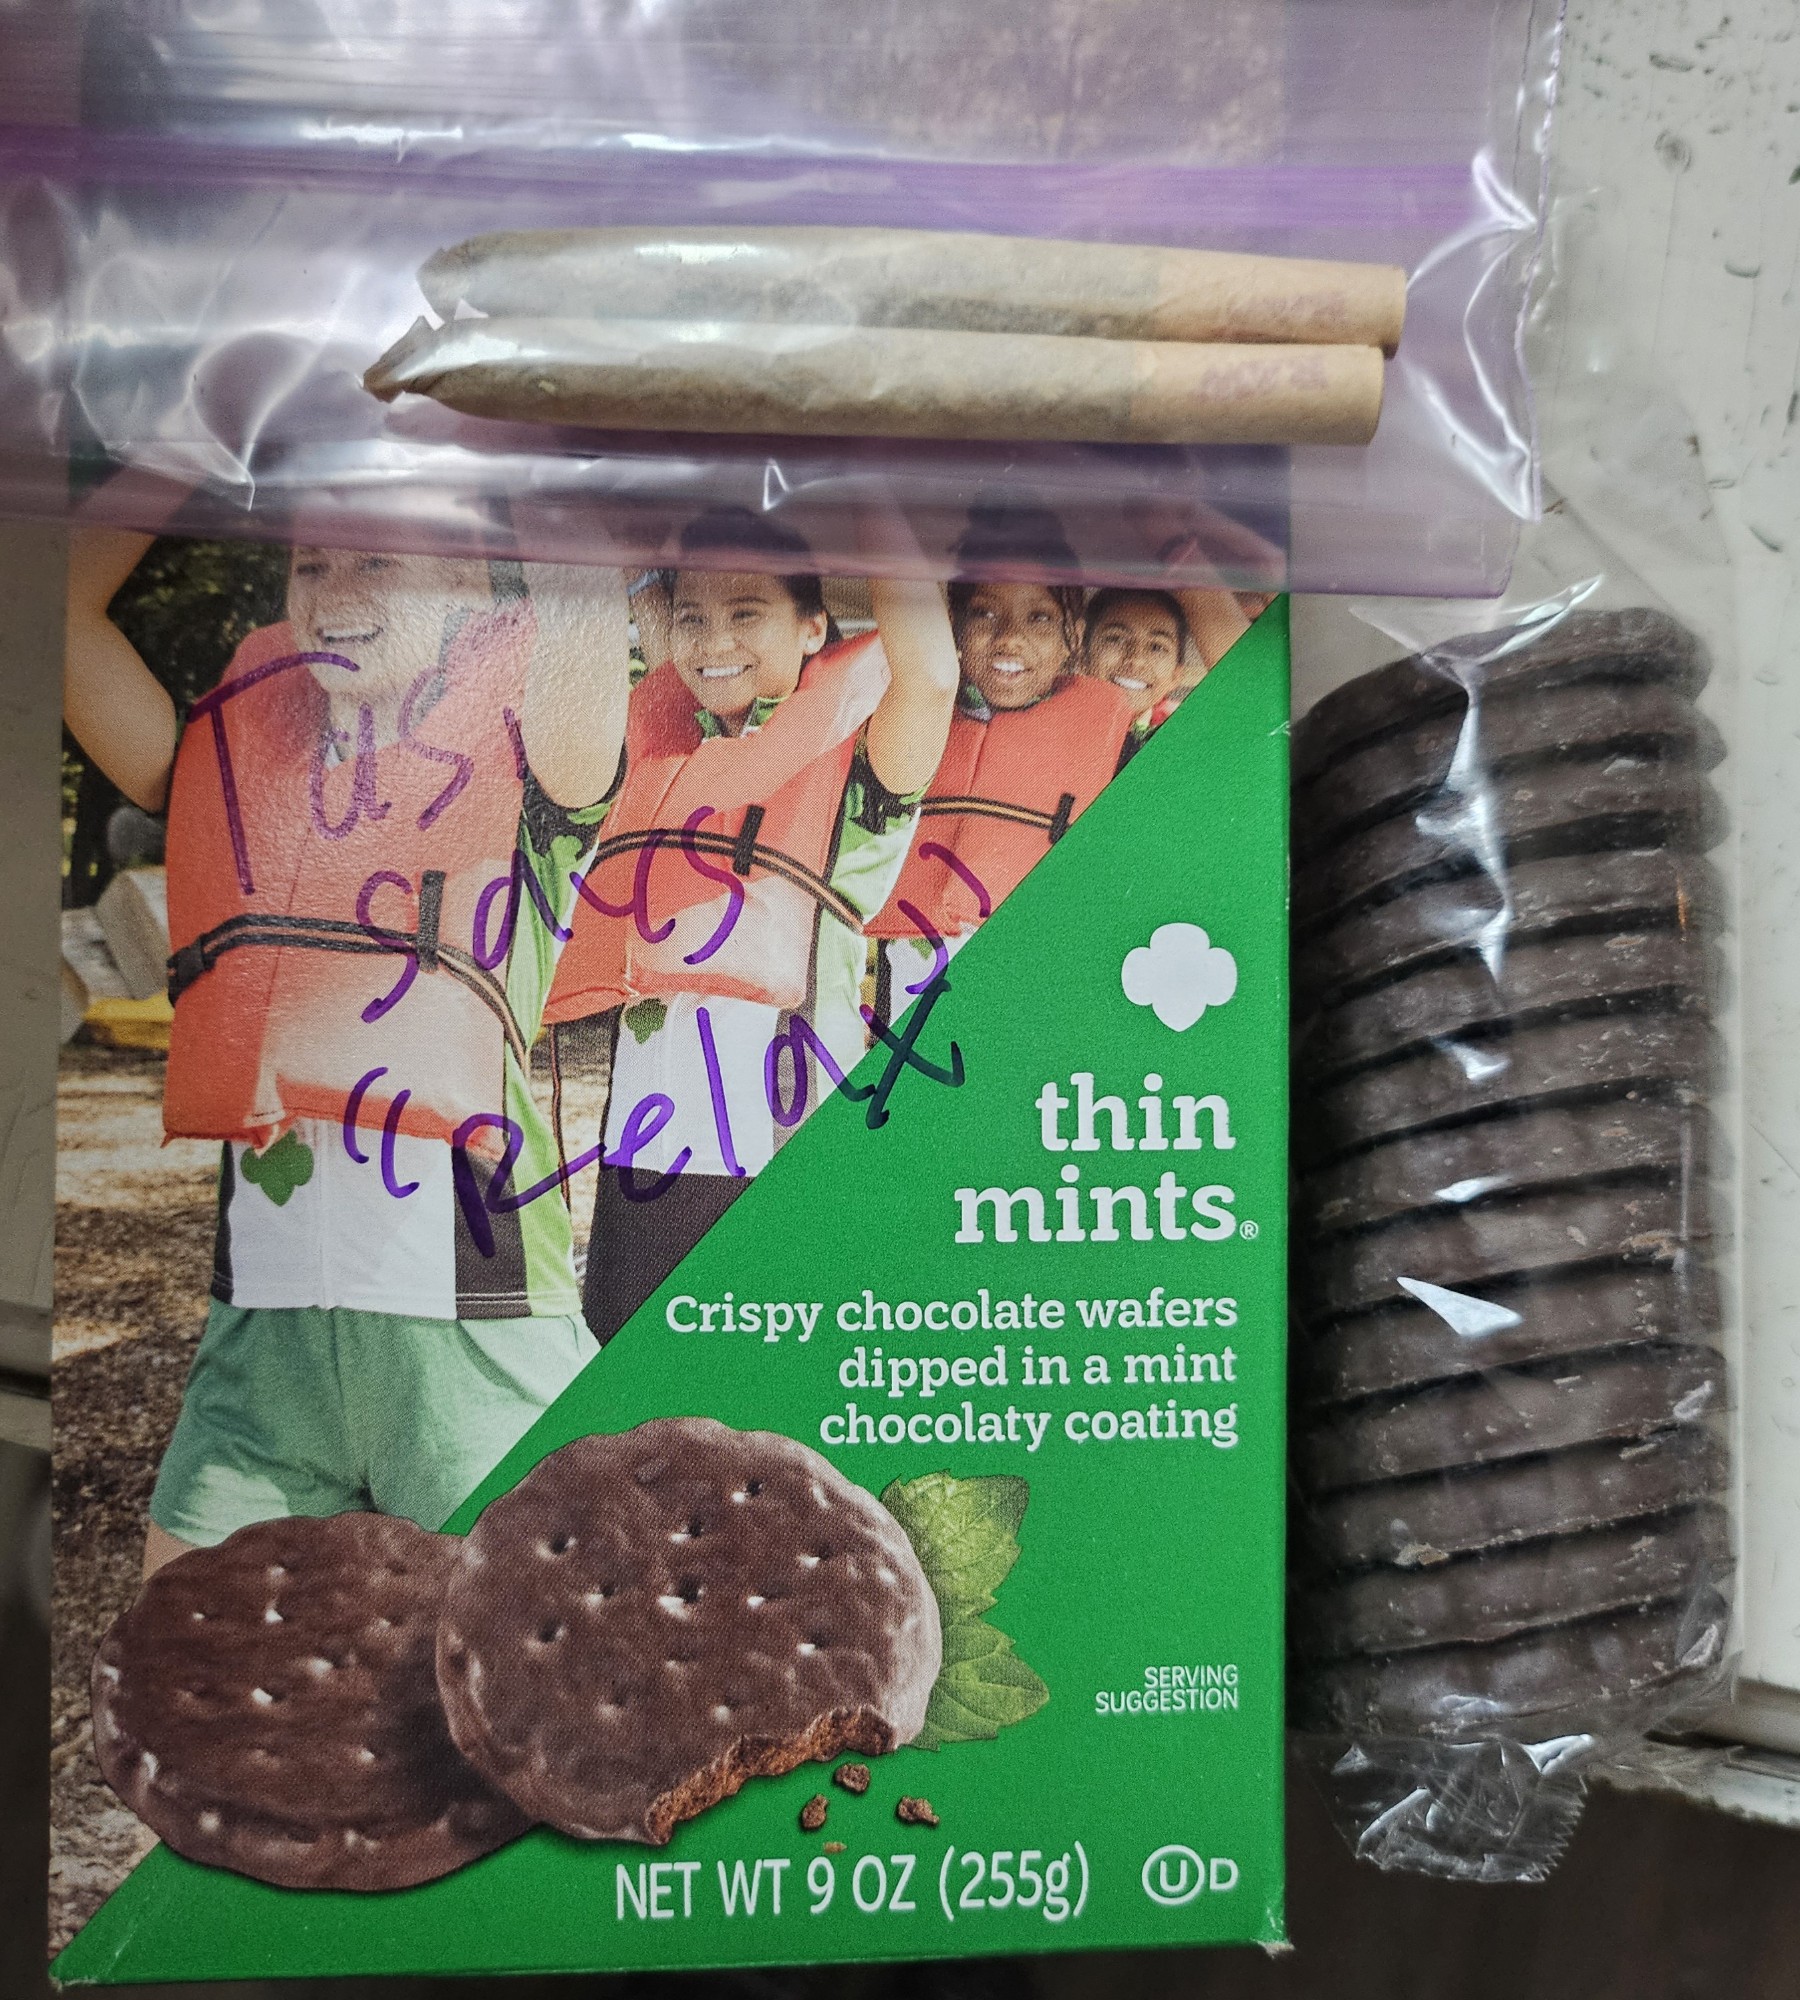 Tus
says
"Relax"
thin
mints®
Crispy chocolate wafers
dipped in a mint
chocolaty coating
SERVING
SUGGESTION
NET WT 9 OZ (255g)
U D